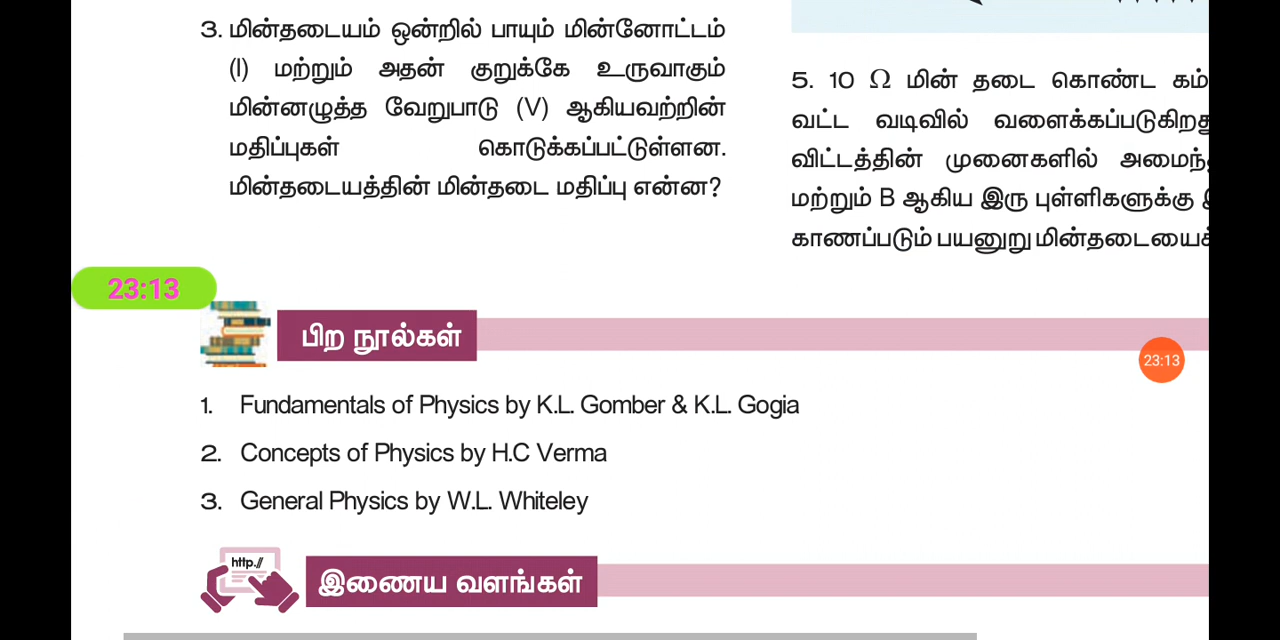 3. மின்தடையம் ஒன்றில் பாயும் மின்னோட்டம்
(I) மற்றும் அதன் குறுக்கே உருவாகும்
மின்னழுத்த வேறுபாடு (V) ஆகியவற்றின்
மதிப்புகள் கொடுக்கப்பட்டுள்ளன.
மின்தடையத்தின் மின்தடை மதிப்பு என்ன?
5. 10 Ω மின் தடை கொண்ட
வட்ட வடிவில் வளைக்கப்படுகிறது
விட்டத்தின் முனைகளில்
மற்றும் B ஆகிய இரு புள்ளிகளுக்கு
காணப்படும் பயனுறு மின்தடையைக்
23:13
பிற நூல்கள்
23:13
1. Fundamentals of Physics by K.L. Gomber & K.L. Gogia
2. Concepts of Physics by H.C Verma
3. General Physics by W.L. Whiteley
http://
இணைய வளங்கள்